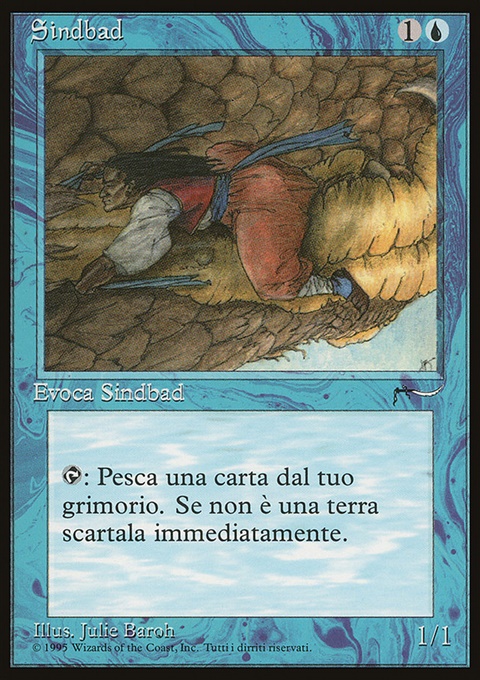 Sindbad 1
Evoca Sindbad
: Pesca una carta dal tuo
grimorio. Se non è una terra
scartala immediatamente.
Illus. Julie Baroh
1/1
© 1995 Wizards of the Coast, Inc. Tutti i dirriti riservati.